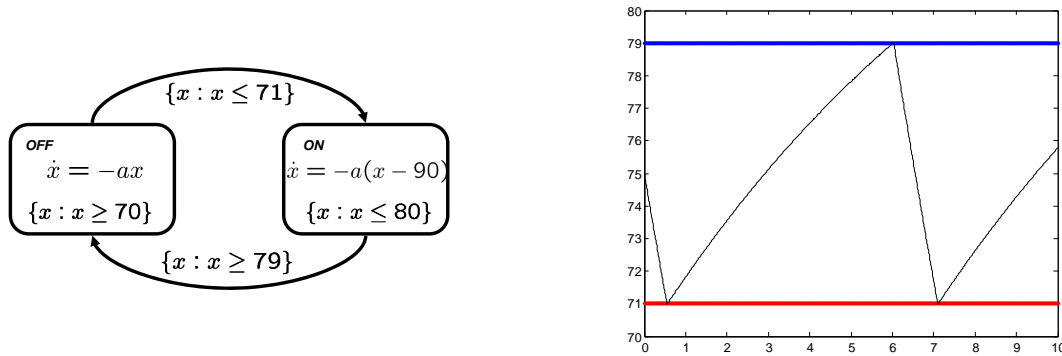 {x : x ≤ 71}
OFF
ẋ = −ax
{x : x ≥ 70}
ON
ẋ = −a(x − 90)
{x : x ≤ 80}
{x : x ≥ 79}
80
79
78
77
76
75
74
73
72
71
70
0 1 2 3 4 5 6 7 8 9 10